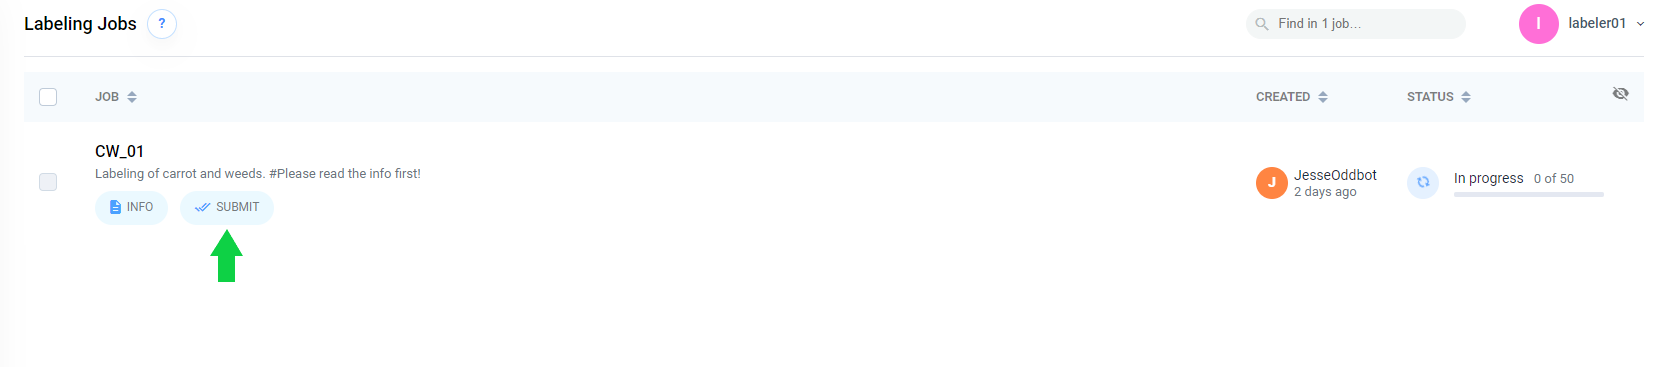 Labeling Jobs ?
Find in 1 job...
l labeler01
JOB CREATED STATUS
CW_01
Labeling of carrot and weeds. #Please read the info first!
INFO SUBMIT
J JesseOddbot
2 days ago
In progress 0 of 50